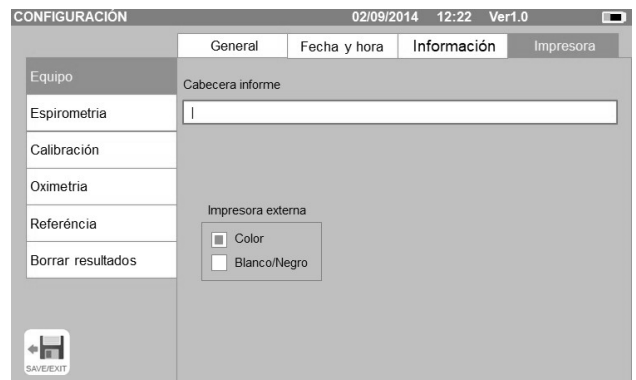 CONFIGURACIÓN 02/09/2014 12:22 Ver1.0
General Fecha y hora Información Impresora
Equipo
Espirometria
Calibración
Oximetria
Referéncia
Borrar resultados
Cabecera informe
Impresora externa
Color
Blanco/Negro
SAVE/EXIT